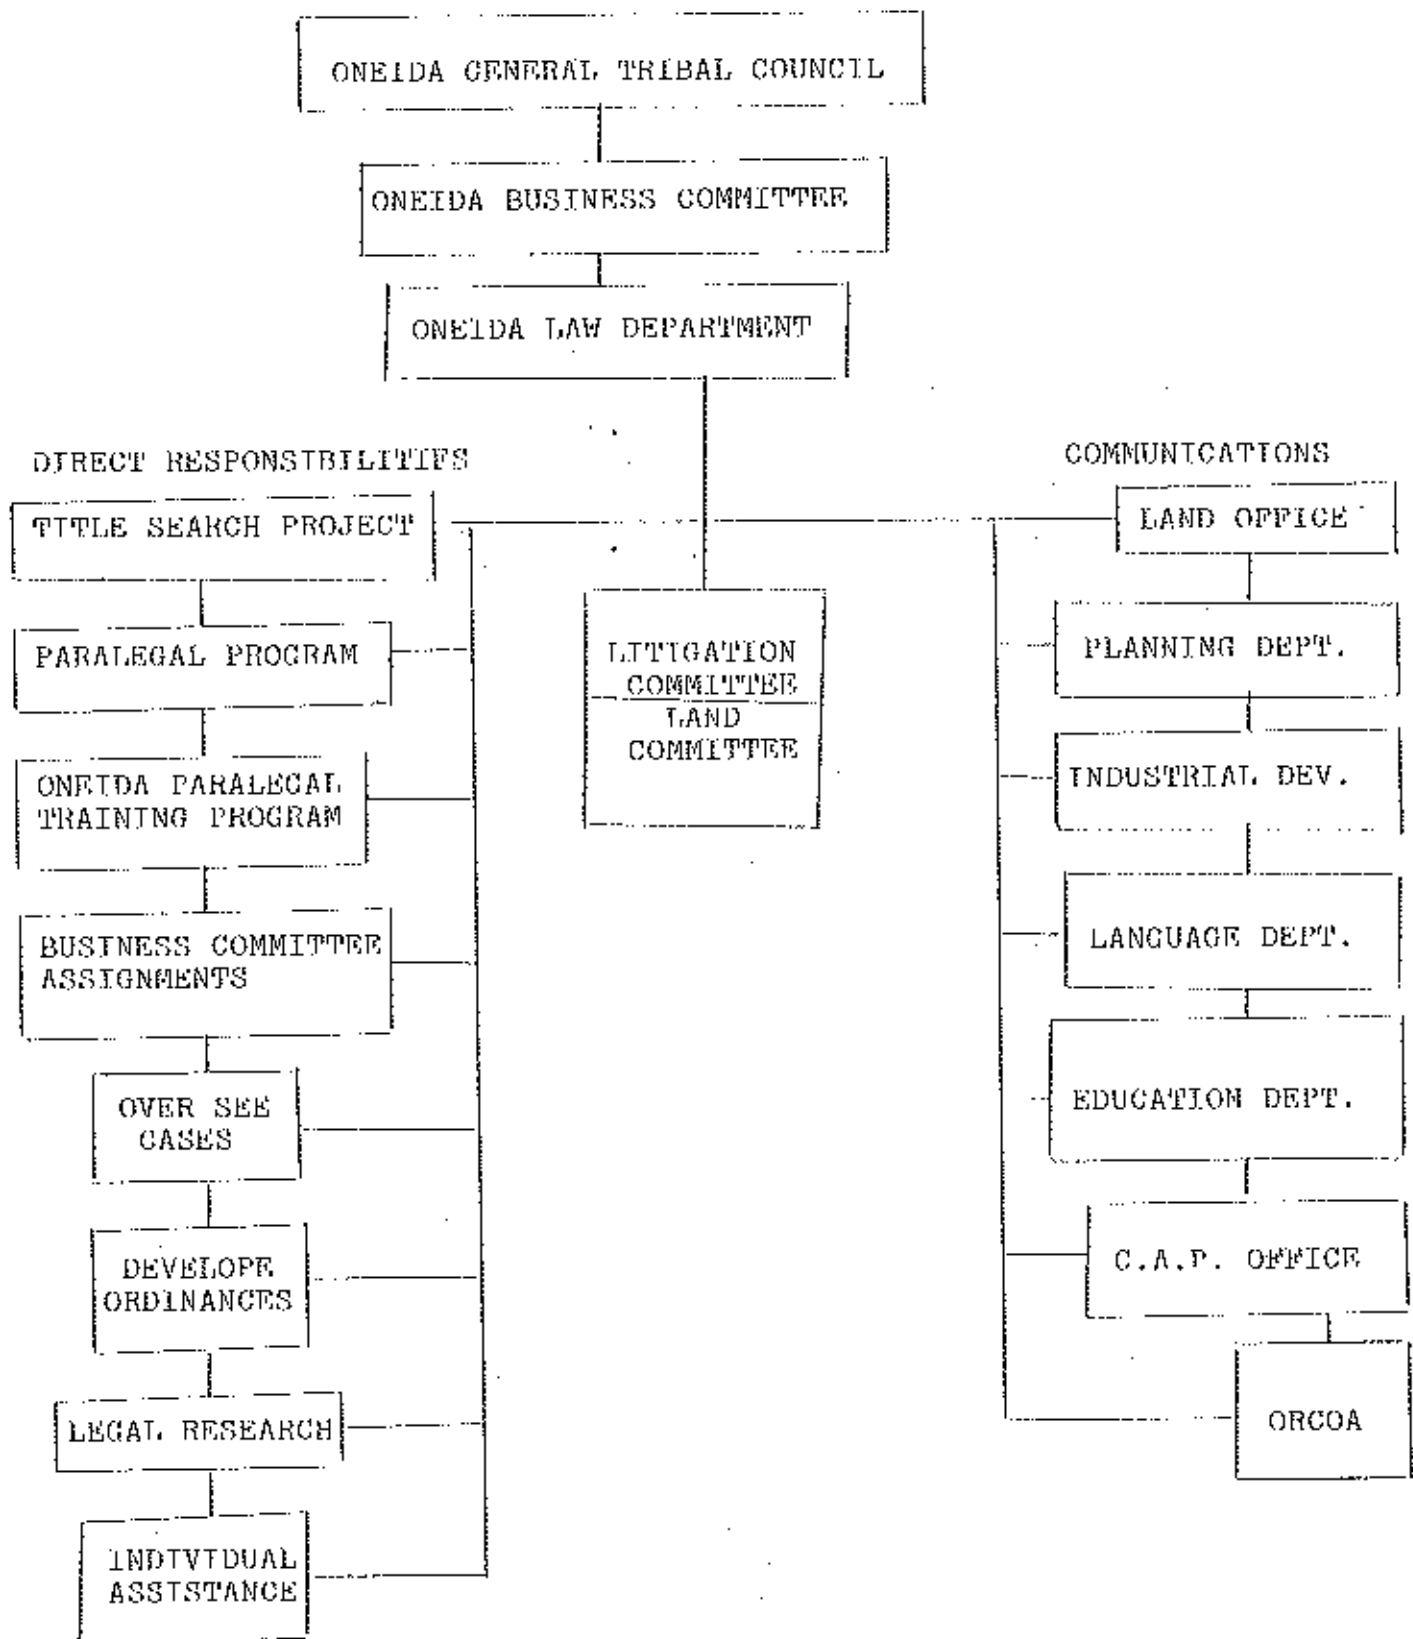 ONEIDA GENERAL TRIBAL COUNCIL
ONEIDA BUSINESS COMMITTEE
ONEIDA LAW DEPARTMENT
DIRECT RESPONSIBILITIES
TITLE SEARCH PROJECT
PARALEGAL PROGRAM
ONEIDA PARALEGAL
TRAINING PROGRAM
BUSINESS COMMITTEE
ASSIGNMENTS
OVER SEE
CASES
DEVELOPE
ORDINANCES
LEGAL RESEARCH
INDIVIDUAL
ASSISTANCE
LITIGATION
COMMITTEE
LAND
COMMITTEE
COMMUNICATIONS
LAND OFFICE
PLANNING DEPT.
INDUSTRIAL DEV.
LANGUAGE DEPT.
EDUCATION DEPT.
C.A.P. OFFICE
ORCOA